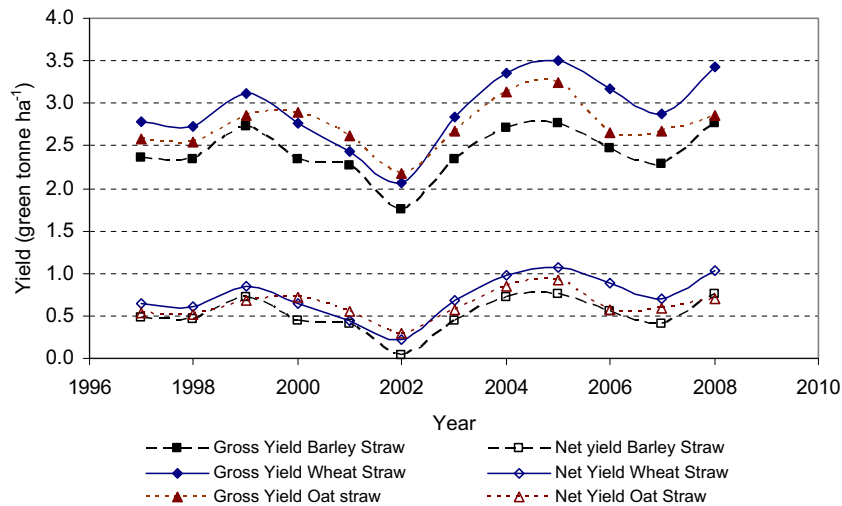 4.0
3.5
3.0
2.5
2.0
1.5
1.0
0.5
0.0
Yield (green tonne ha⁻¹)
1996 1998 2000 2002 2004 2006 2008 2010
Year
Gross Yield Barley Straw Net yield Barley Straw
Gross Yield Wheat Straw Net Yield Wheat Straw
Gross Yield Oat straw Net Yield Oat Straw